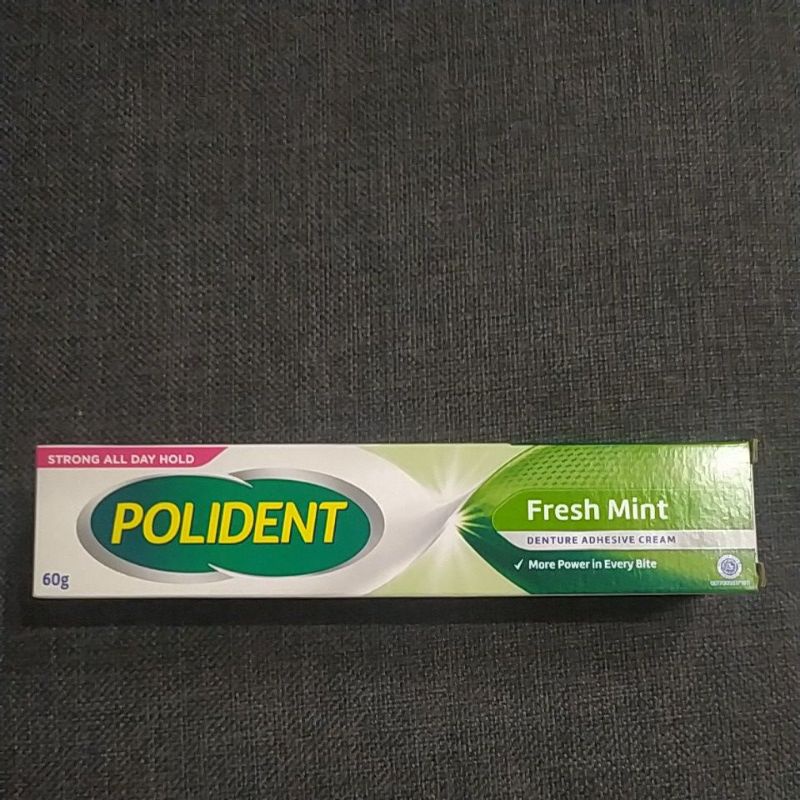 STRONG ALL DAY HOLD
POLIDENT
60g
Fresh Mint
DENTURE ADHESIVE CREAM
✓ More Power in Every Bite